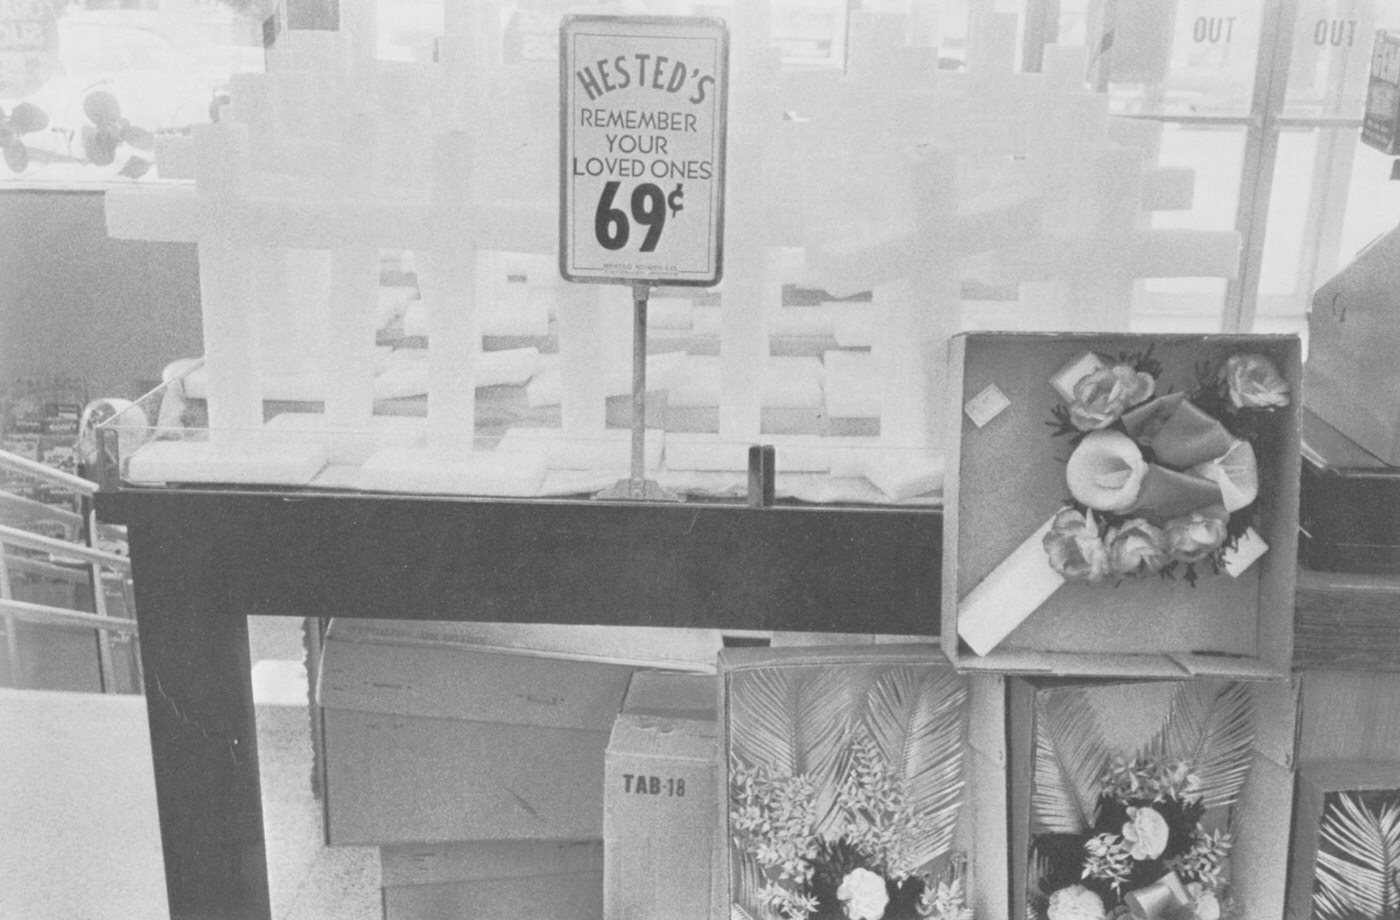 HESTED'S
REMEMBER
YOUR
LOVED ONES
69¢
OUT
OUT
TAB-18